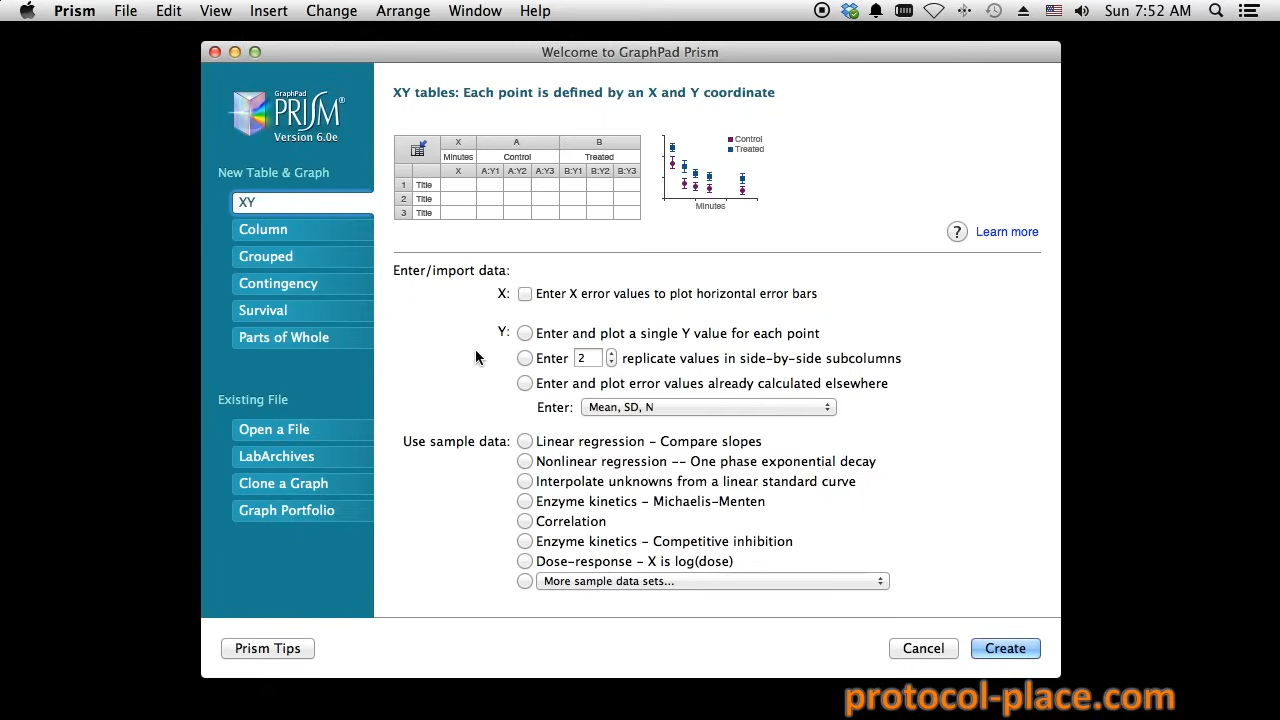 Prism File Edit View Insert Change Arrange Window Help Sun 7:52 AM
Welcome to GraphPad Prism
GraphPad
PRISM
Version 6.0e
New Table & Graph
XY
Column
Grouped
Contingency
Survival
Parts of Whole
Existing File
Open a File
LabArchives
Clone a Graph
Graph Portfolio
XY tables: Each point is defined by an X and Y coordinate
X A B
Minutes Control Treated
X A:Y1 A:Y2 A:Y3 B:Y1 B:Y2 B:Y3
1 Title
2 Title
3 Title
Control
Treated
Minutes
? Learn more
Enter/import data:
X: Enter X error values to plot horizontal error bars
Y: Enter and plot a single Y value for each point
Enter 2 replicate values in side-by-side subcolumns
Enter and plot error values already calculated elsewhere
Enter: Mean, SD, N
Use sample data: Linear regression - Compare slopes
Nonlinear regression -- One phase exponential decay
Interpolate unknowns from a linear standard curve
Enzyme kinetics - Michaelis-Menten
Correlation
Enzyme kinetics - Competitive inhibition
Dose-response - X is log(dose)
More sample data sets...
Prism Tips Cancel Create
protocol-place.com